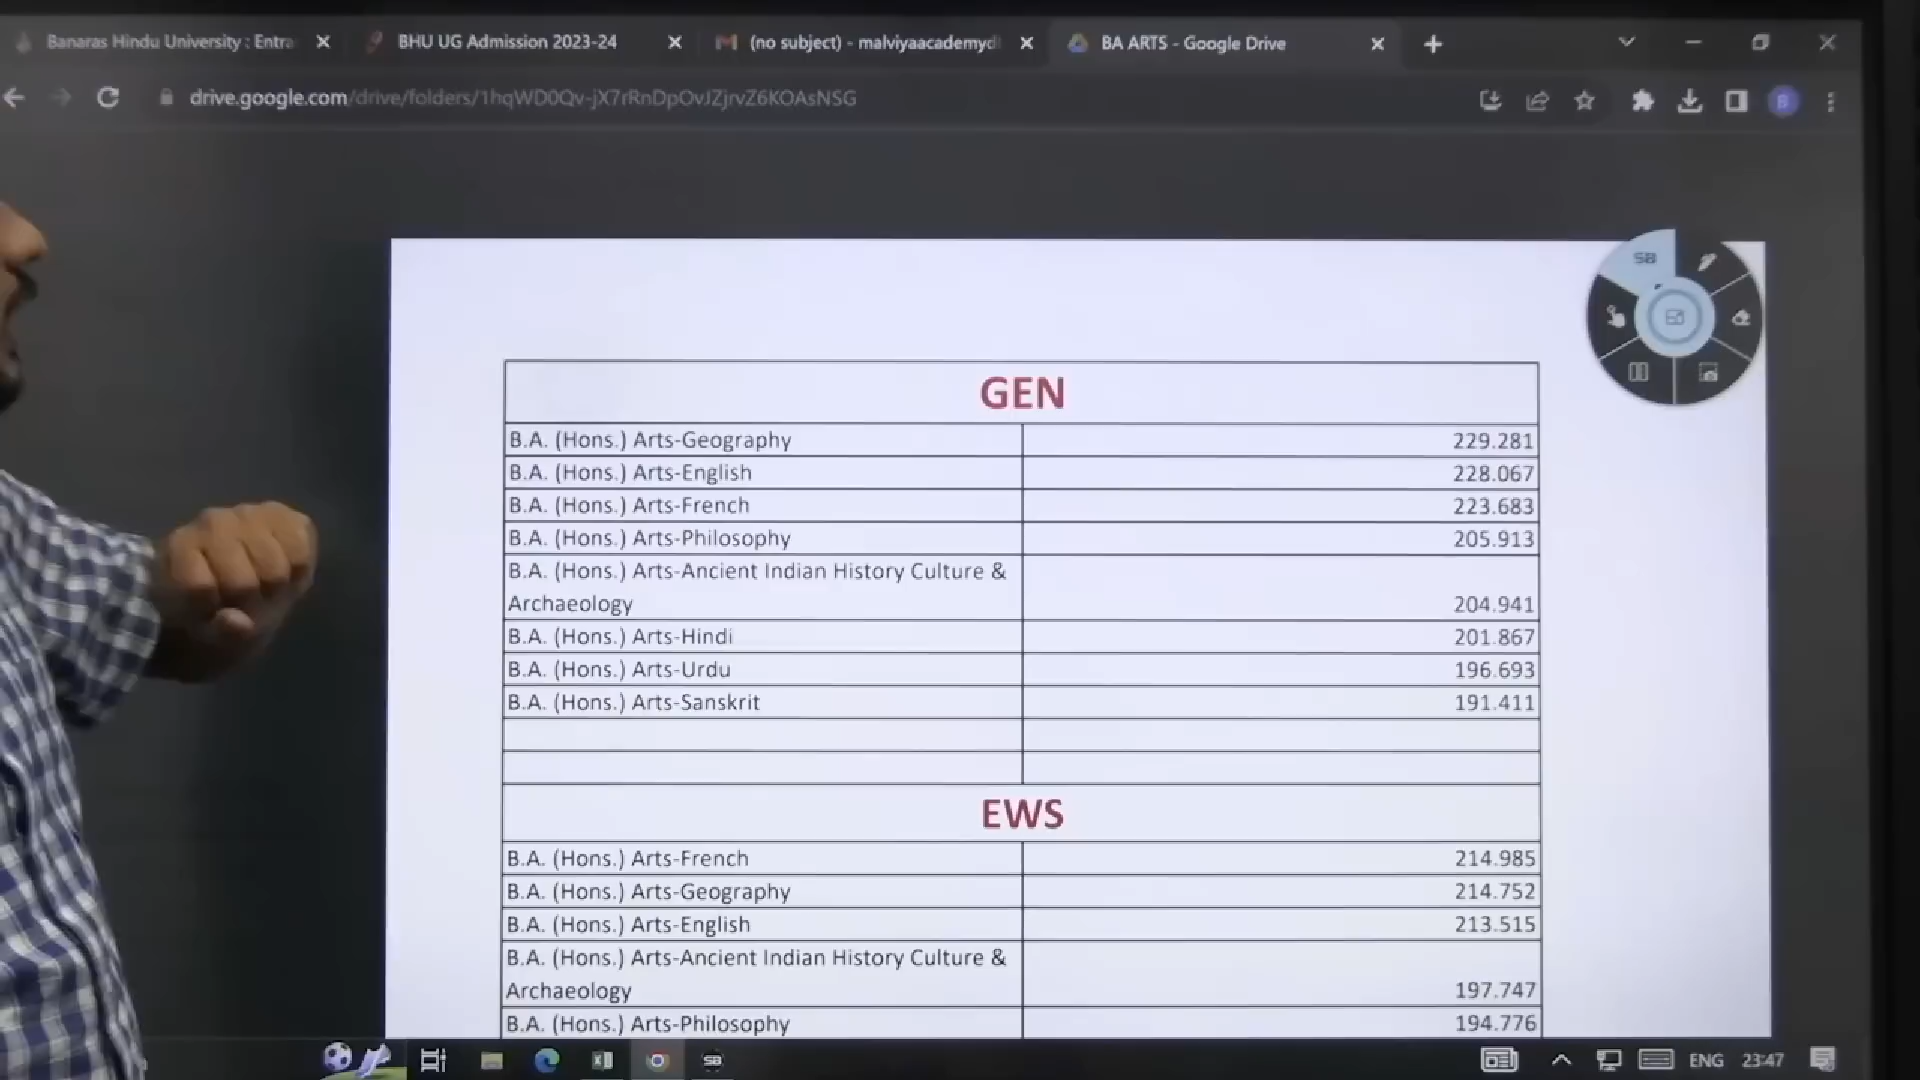 Banaras Hindu University : Entra
BHU UG Admission 2023-24
(no subject) - malviyaacademydl
BA ARTS - Google Drive
drive.google.com/drive/folders/1hqWD0Qv-jX7rRnDpOvJZjrvZ6KOAsNSG
B
SB
GEN
B.A. (Hons.) Arts-Geography 229.281
B.A. (Hons.) Arts-English 228.067
B.A. (Hons.) Arts-French 223.683
B.A. (Hons.) Arts-Philosophy 205.913
B.A. (Hons.) Arts-Ancient Indian History Culture &
Archaeology 204.941
B.A. (Hons.) Arts-Hindi 201.867
B.A. (Hons.) Arts-Urdu 196.693
B.A. (Hons.) Arts-Sanskrit 191.411
EWS
B.A. (Hons.) Arts-French 214.985
B.A. (Hons.) Arts-Geography 214.752
B.A. (Hons.) Arts-English 213.515
B.A. (Hons.) Arts-Ancient Indian History Culture &
Archaeology 197.747
B.A. (Hons.) Arts-Philosophy 194.776
SB
ENG 23:47